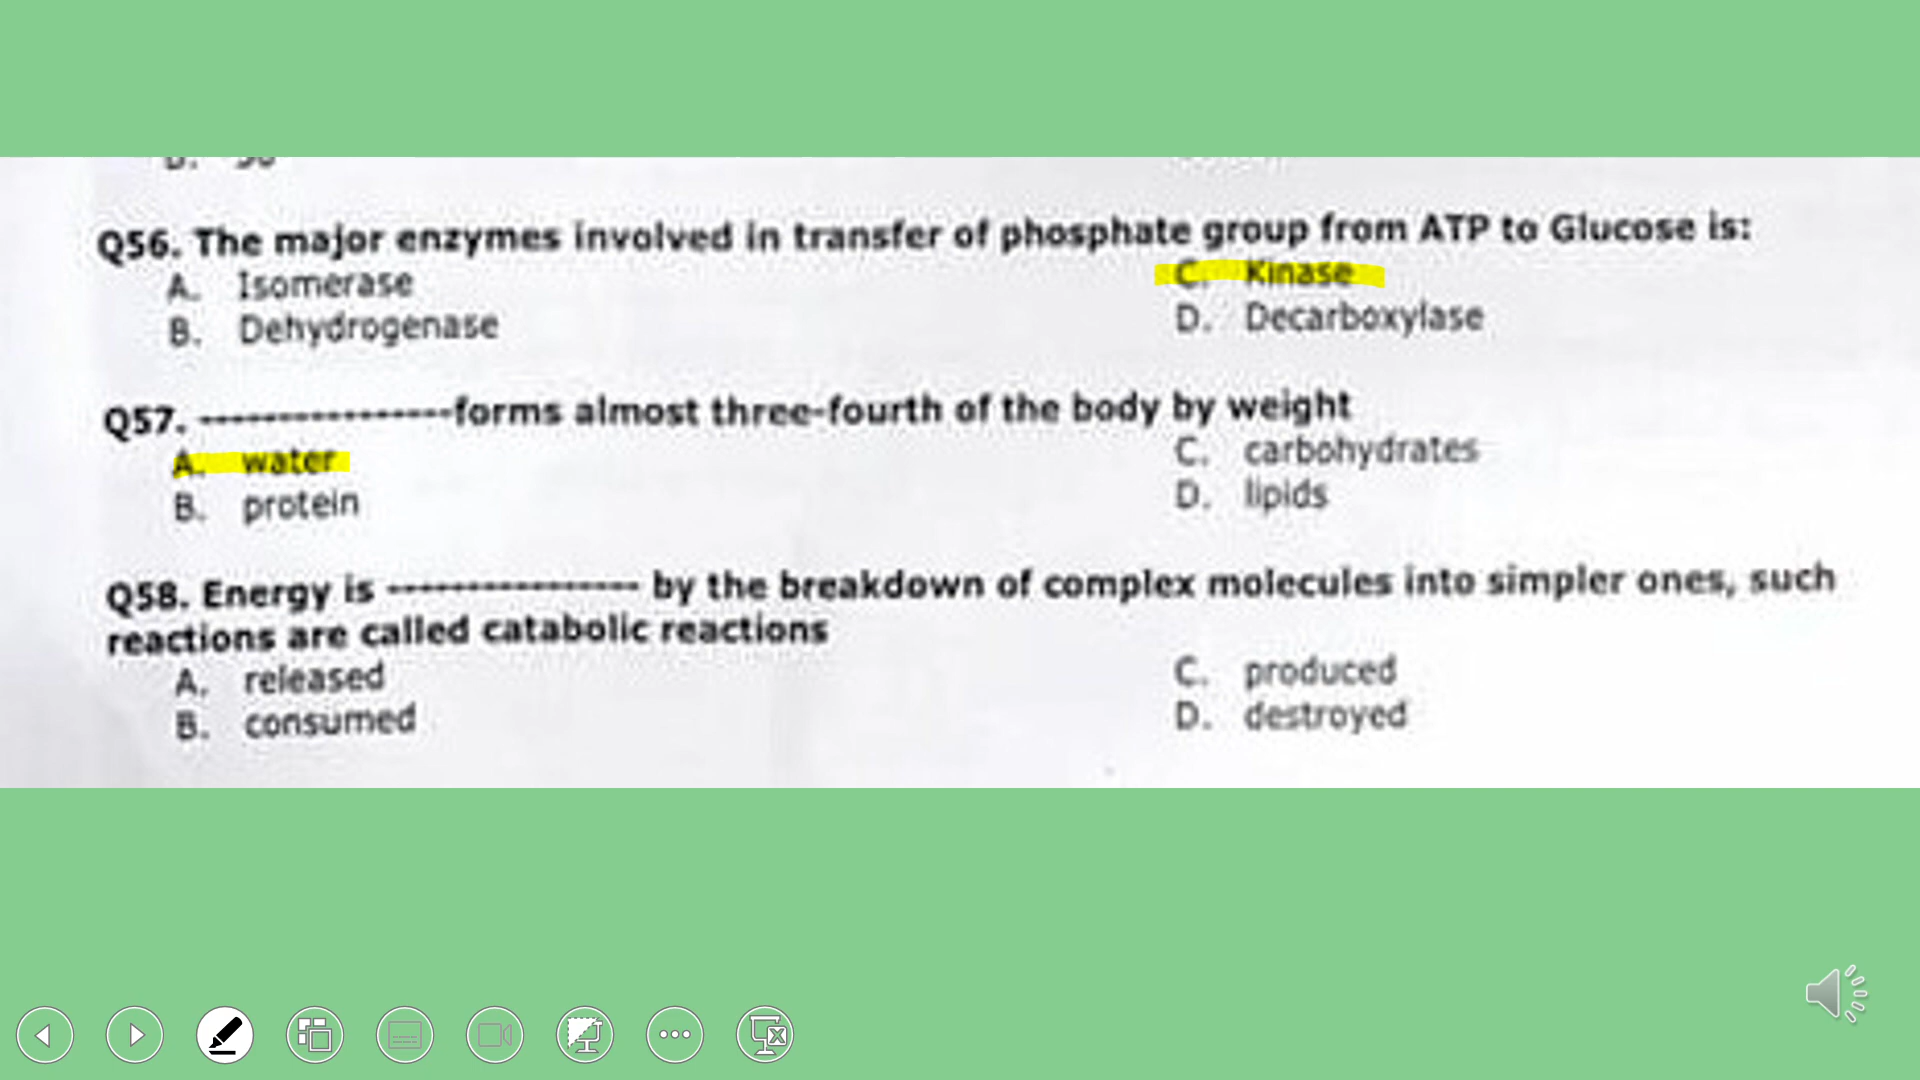 Q56. The major enzymes involved in transfer of phosphate group from ATP to Glucose is:
A. Isomerase
C. Kinase
B. Dehydrogenase
D. Decarboxylase
Q57. ----------------forms almost three-fourth of the body by weight
A. water
C. carbohydrates
B. protein
D. lipids
Q58. Energy is ---------------- by the breakdown of complex molecules into simpler ones, such
reactions are called catabolic reactions
A. released
C. produced
B. consumed
D. destroyed